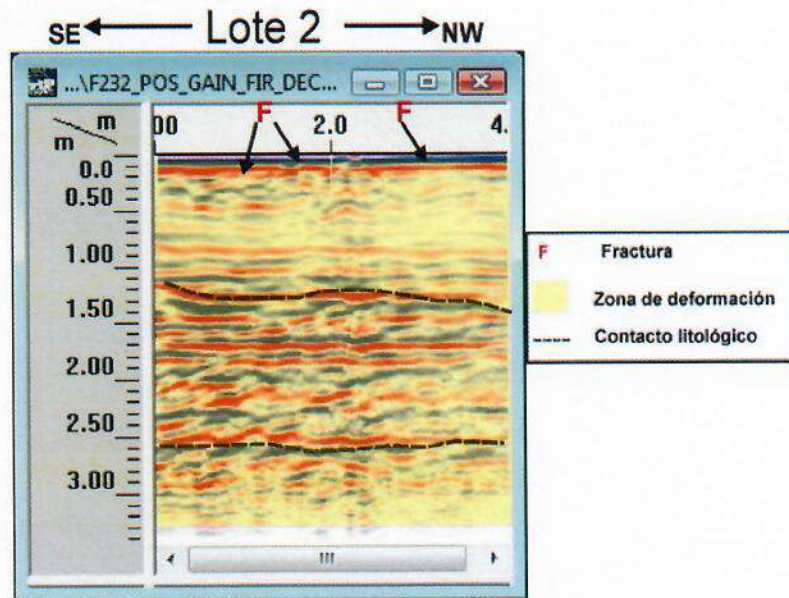 Lote 2
SE NW
...\F232_POS_GAIN_FIR_DEC...
m
m
F F
00 2.0 4.
0.0
0.50
1.00
1.50
2.00
2.50
3.00
F Fractura
Zona de deformación
Contacto litológico